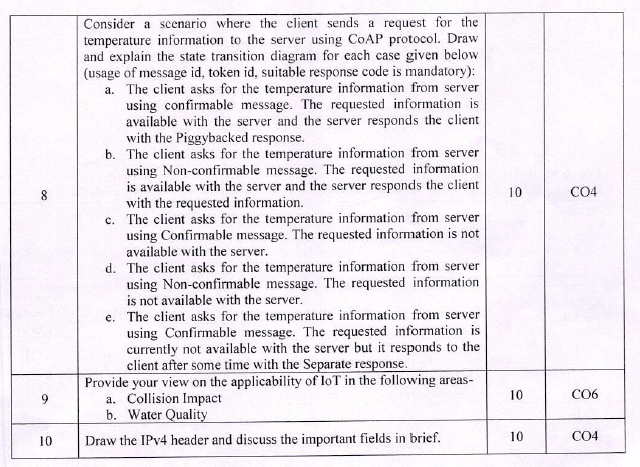 Consider a scenario where the client sends a request for the
temperature information to the server using CoAP protocol. Draw
and explain the state transition diagram for each case given below
(usage of message id, token id, suitable response code is mandatory):
a. The client asks for the temperature information from server
using confirmable message. The requested information is
available with the server and the server responds the client
with the Piggybacked response.
b. The client asks for the temperature information from server
using Non-confirmable message. The requested information
is available with the server and the server responds the client
with the requested information.
8
10
CO4
c. The client asks for the temperature information from server
using Confirmable message. The requested information is not
available with the server.
d. The client asks for the temperature information from server
using Non-confirmable message. The requested information
is not available with the server.
e. The client asks for the temperature information from server
using Confirmable message. The requested information is
currently not available with the server but it responds to the
client after some time with the Separate response.
9
Provide your view on the applicability of IoT in the following areas-
a. Collision Impact
b. Water Quality
10
CO6
10
Draw the IPv4 header and discuss the important fields in brief.
10
CO4